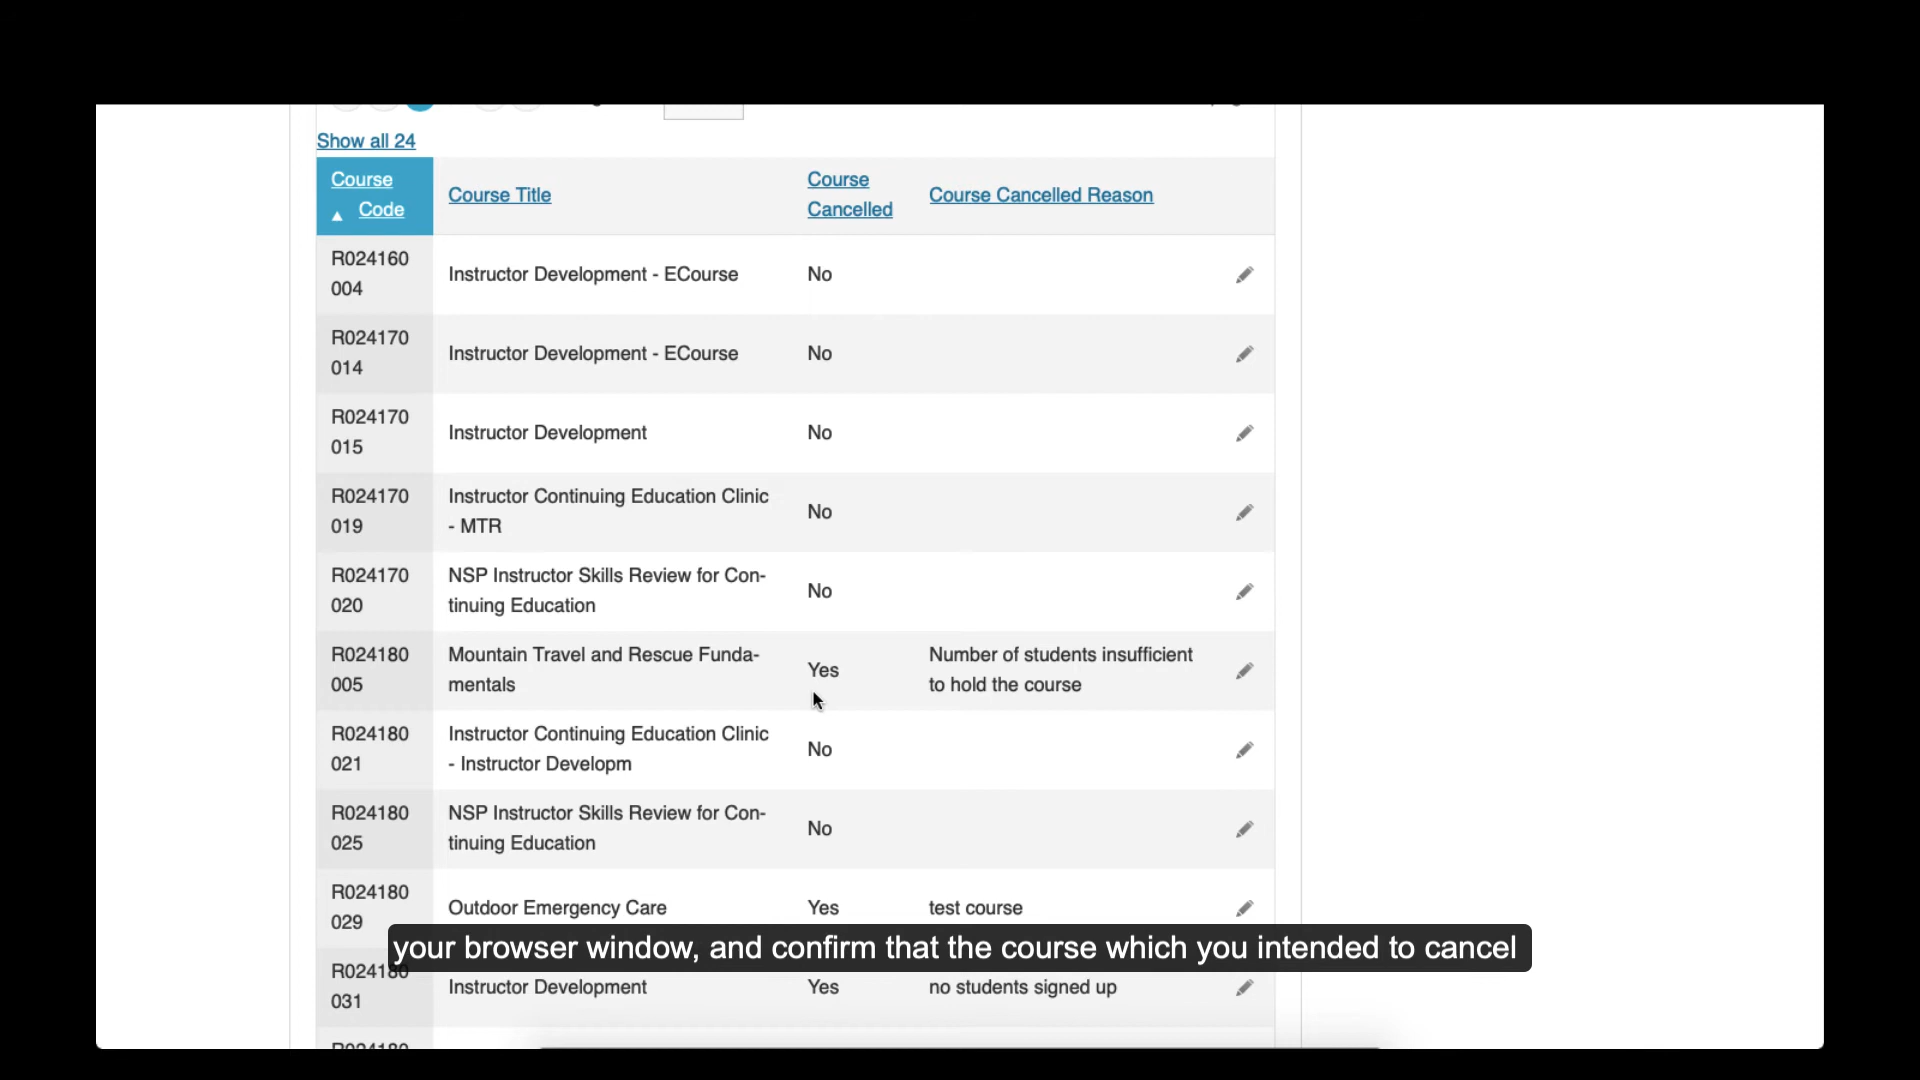 Show all 24
Course
▲ Code
Course Title
Course
Cancelled
Course Cancelled Reason
R024160
004
Instructor Development - ECourse
No
R024170
014
Instructor Development - ECourse
No
R024170
015
Instructor Development
No
R024170
019
Instructor Continuing Education Clinic
- MTR
No
R024170
020
NSP Instructor Skills Review for Con-
tinuing Education
No
R024180
005
Mountain Travel and Rescue Funda-
mentals
Yes
Number of students insufficient
to hold the course
R024180
021
Instructor Continuing Education Clinic
- Instructor Developm
No
R024180
025
NSP Instructor Skills Review for Con-
tinuing Education
No
R024180
029
Outdoor Emergency Care
Yes
test course
your browser window, and confirm that the course which you intended to cancel
R024180
031
Instructor Development
Yes
no students signed up